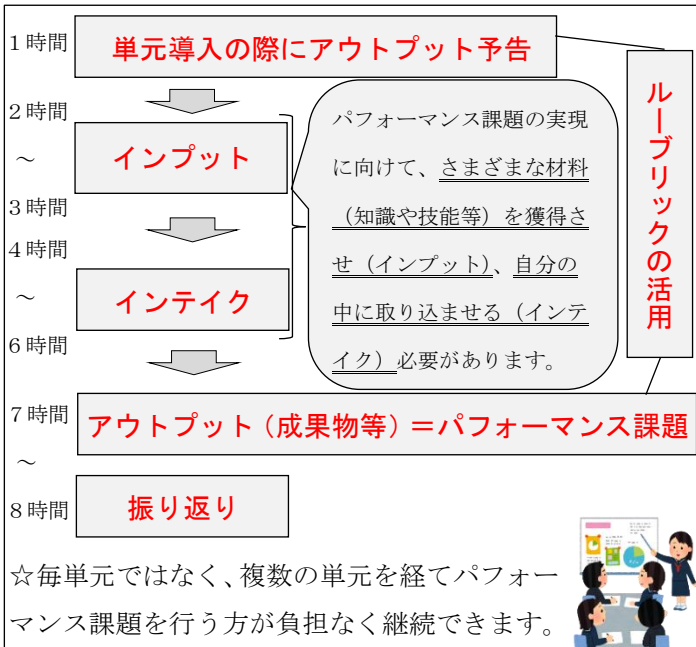 1時間
単元導入の際にアウトプット予告
2時間
～
3時間
インプット
4時間
～
6時間
インテイク
パフォーマンス課題の実現
に向けて、さまざまな材料
（知識や技能等）を獲得さ
せ（インプット）、自分の
中に取り込ませる（インテ
イク）必要があります。
ルーブリックの活用
7時間
～
8時間
アウトプット（成果物等）＝パフォーマンス課題
振り返り
☆毎単元ではなく、複数の単元を経てパフォー
マンス課題を行う方が負担なく継続できます。